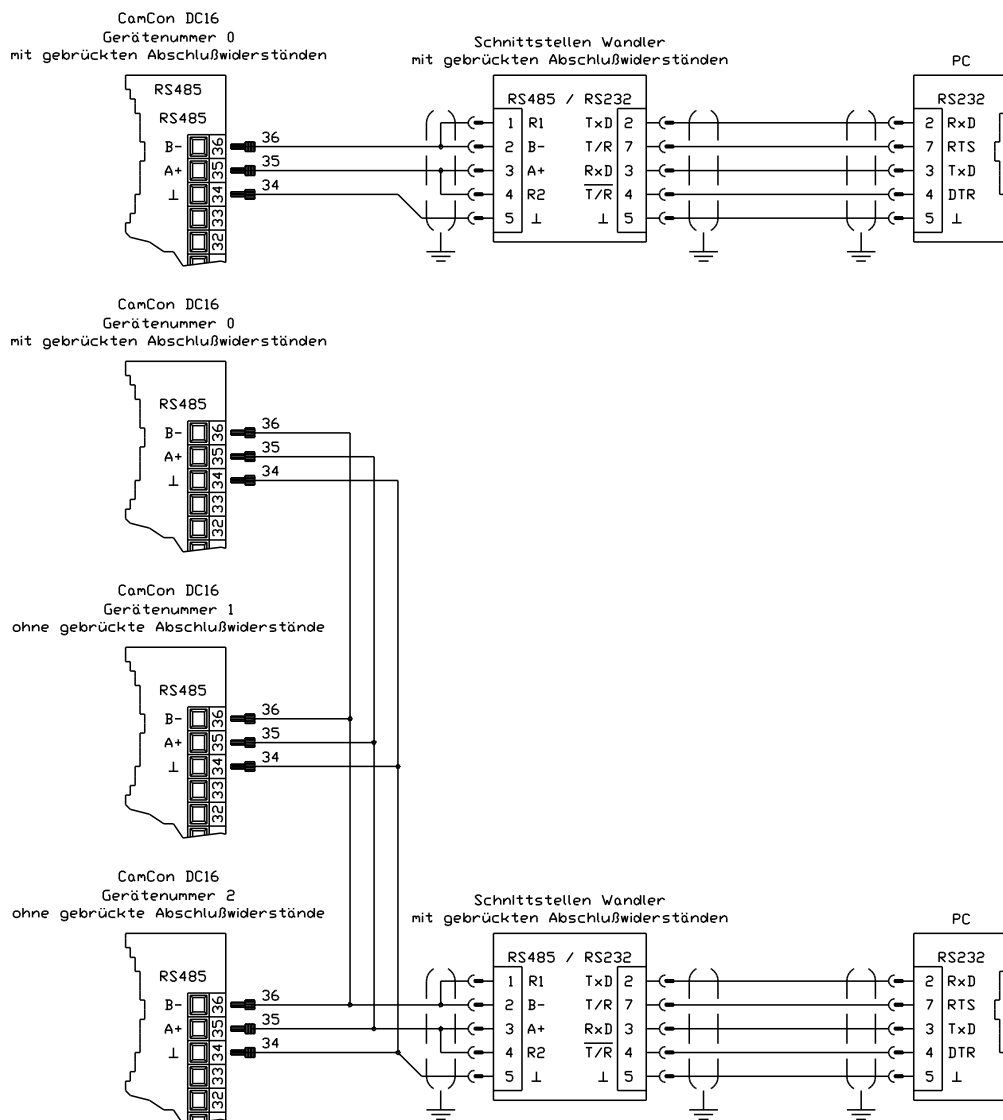 CamCon DC16
Gerätenummer 0
mit gebrückten Abschlußwiderständen
RS485
RS485
B- 36 36
A+ 35 35
⊥ 34 34
33
32
Schnittstellen Wandler
mit gebrückten Abschlußwiderständen
RS485 / RS232
1 R1 TxD 2
2 B- T/R 7
3 A+ RxD 3
4 R2 T/R 4
5 ⊥ ⊥ 5
PC
RS232
2 RxD
7 RTS
3 TxD
4 DTR
5 ⊥
CamCon DC16
Gerätenummer 0
mit gebrückten Abschlußwiderständen
RS485
B- 36 36
A+ 35 35
⊥ 34 34
33
32
CamCon DC16
Gerätenummer 1
ohne gebrückte Abschlußwiderstände
RS485
B- 36 36
A+ 35 35
⊥ 34 34
33
32
CamCon DC16
Gerätenummer 2
ohne gebrückte Abschlußwiderstände
RS485
B- 36 36
A+ 35 35
⊥ 34 34
33
32
Schnittstellen Wandler
mit gebrückten Abschlußwiderständen
RS485 / RS232
1 R1 TxD 2
2 B- T/R 7
3 A+ RxD 3
4 R2 T/R 4
5 ⊥ ⊥ 5
PC
RS232
2 RxD
7 RTS
3 TxD
4 DTR
5 ⊥